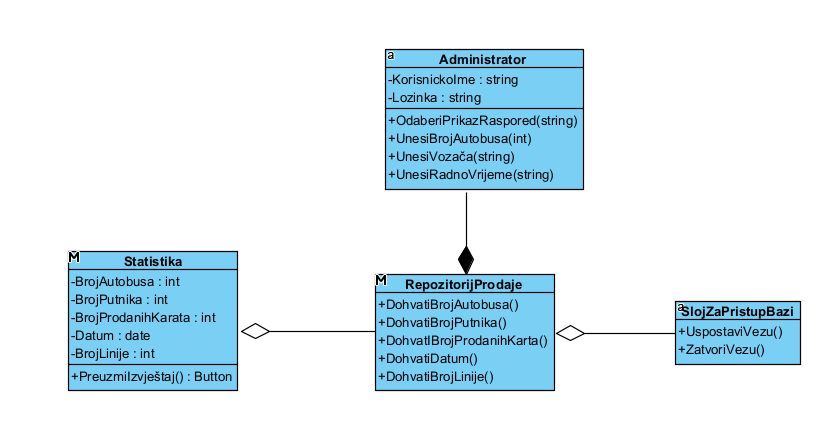 a
Administrator
-KorisnickoIme : string
-Lozinka : string
+OdaberiPrikazRaspored(string)
+UnesiBrojAutobusa(int)
+UnesiVozača(string)
+UnesiRadnoVrijeme(string)
M
Statistika
-BrojAutobusa : int
-BrojPutnika : int
-BrojProdanihKarata : int
-Datum : date
-BrojLinije : int
+PreuzmiIzvještaj() : Button
M
RepozitorijProdaje
+DohvatiBrojAutobusa()
+DohvatiBrojPutnika()
+DohvatIBrojProdanihKarta()
+DohvatiDatum()
+DohvatiBrojLinije()
a
SlojZaPristupBazi
+UspostaviVezu()
+ZatvoriVezu()